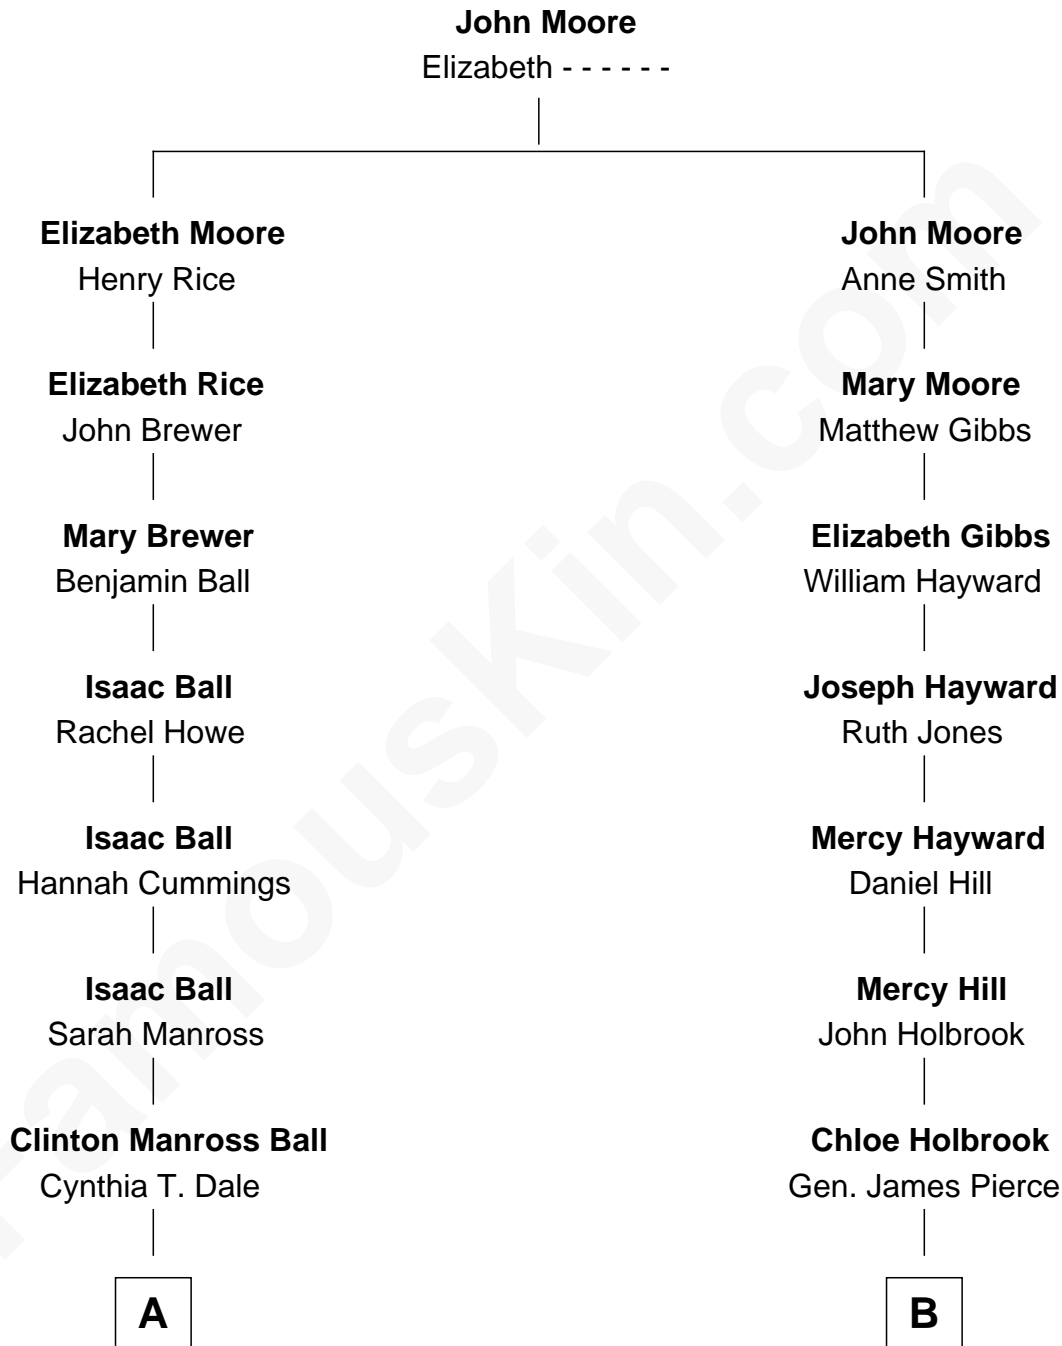 John Moore
Elizabeth - - - - - -
Elizabeth Moore
Henry Rice
John Moore
Anne Smith
Elizabeth Rice
John Brewer
Mary Moore
Matthew Gibbs
Mary Brewer
Benjamin Ball
Elizabeth Gibbs
William Hayward
Isaac Ball
Rachel Howe
Joseph Hayward
Ruth Jones
Isaac Ball
Hannah Cummings
Mercy Hayward
Daniel Hill
Isaac Ball
Sarah Manross
Mercy Hill
John Holbrook
Clinton Manross Ball
Cynthia T. Dale
Chloe Holbrook
Gen. James Pierce
A
B
FamousKin.com